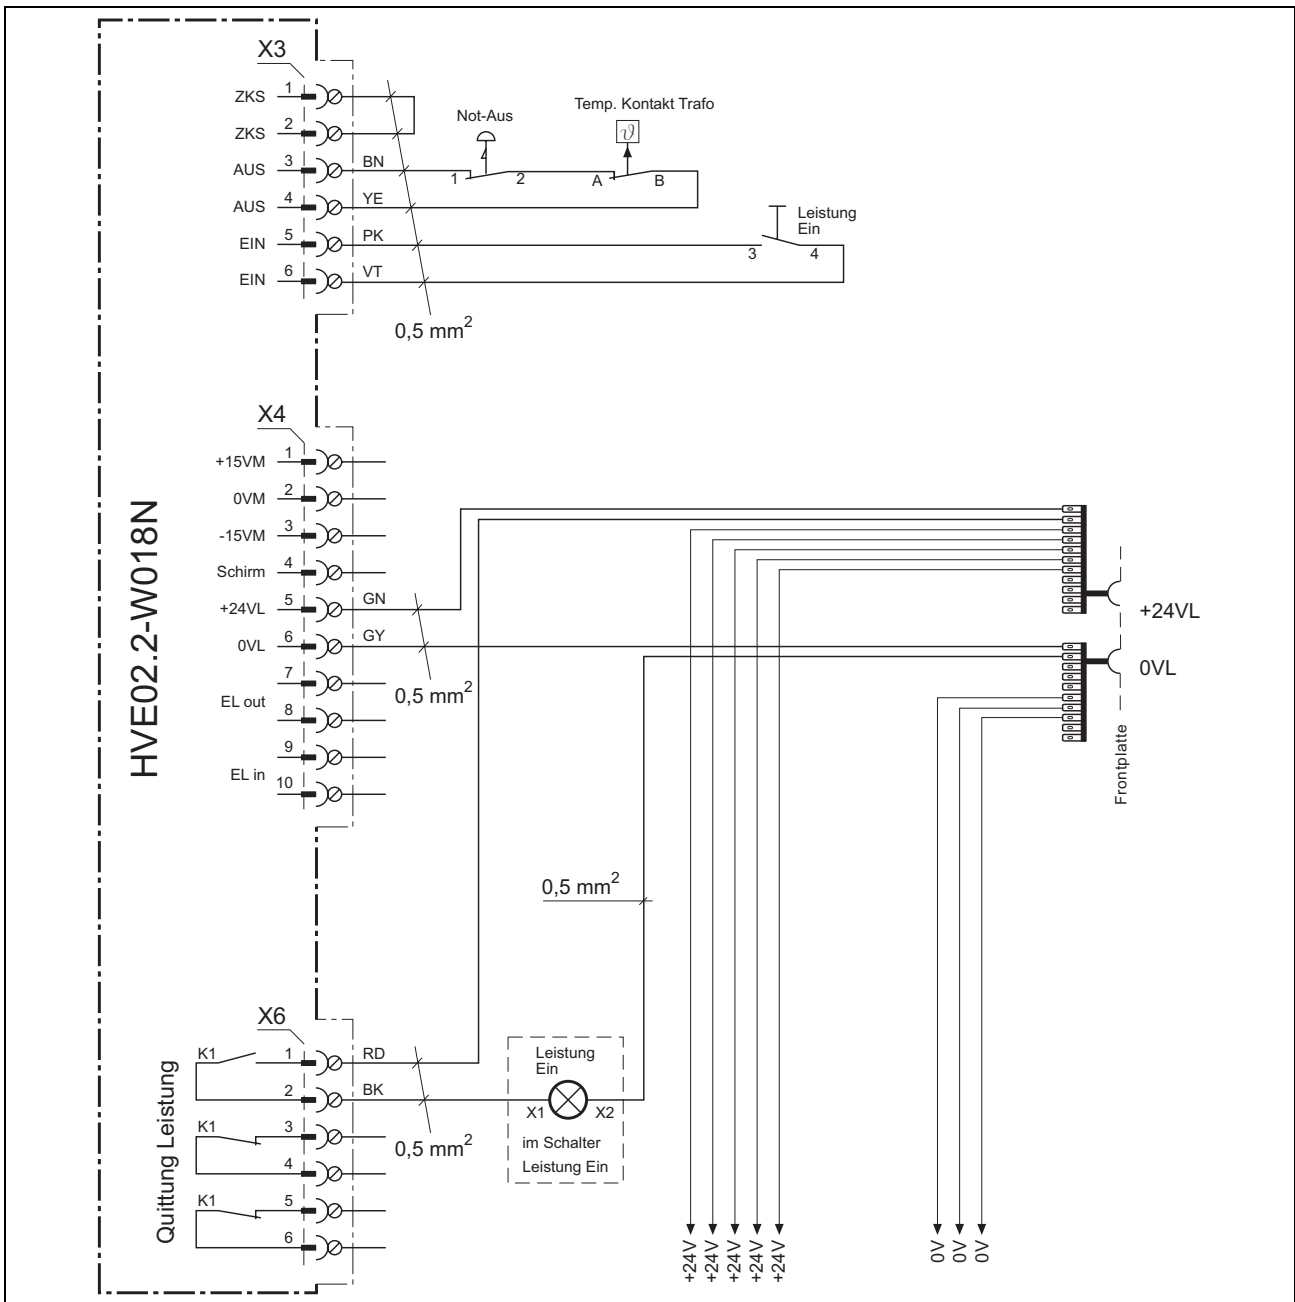 HVE02.2-W018N
X3
ZKS 1
ZKS 2
AUS 3 BN
AUS 4 YE
EIN 5 PK
EIN 6 VT
0,5 mm²
Not-Aus
1 2
Temp. Kontakt Trafo
ϑ
A B
Leistung
Ein
3 4
X4
+15VM 1
0VM 2
-15VM 3
Schirm 4
+24VL 5 GN
0VL 6 GY
EL out 7
8
EL in 9
10
0,5 mm²
+24VL
0VL
Frontplatte
0,5 mm²
X6
Quittung Leistung
K1 1 RD
2 BK
K1 3
4
K1 5
6
0,5 mm²
Leistung
Ein
X1 X2
im Schalter
Leistung Ein
+24V +24V +24V +24V +24V
0V 0V 0V